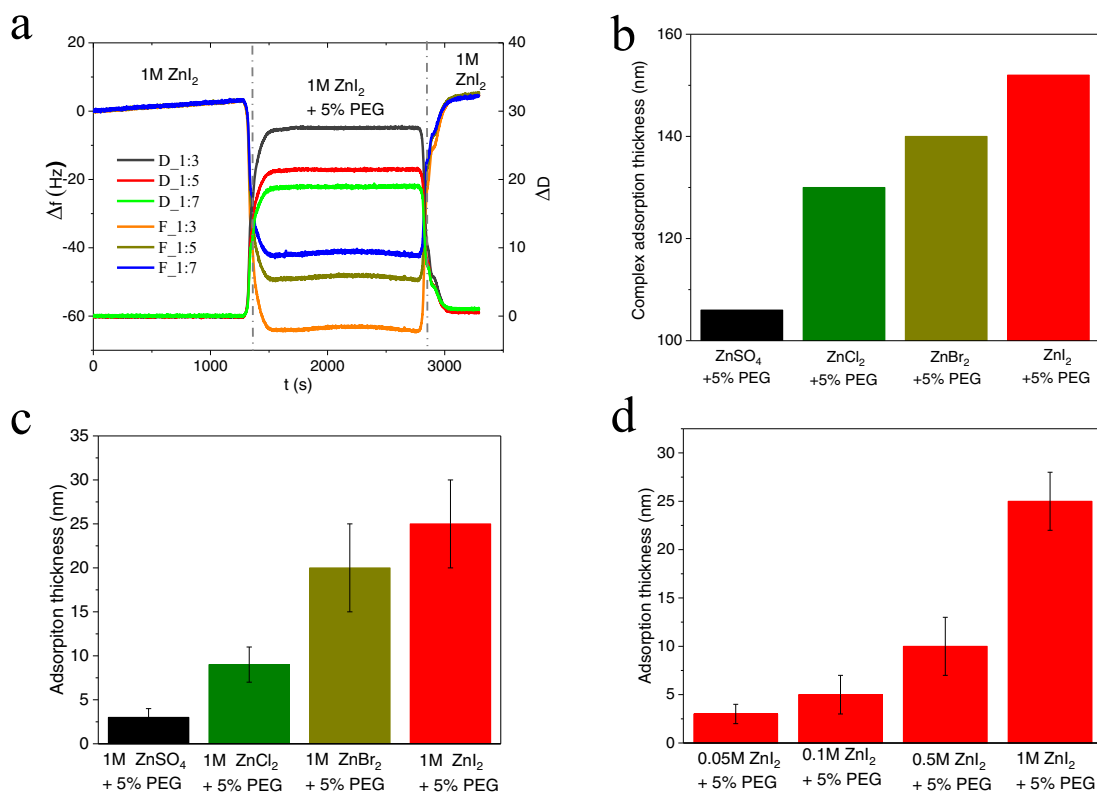 a
20
0
-20
-40
-60
Δf (Hz)
40
30
20
10
0
ΔD
1M ZnI₂
1M ZnI₂
+ 5% PEG
1M
ZnI₂
D_1:3
D_1:5
D_1:7
F_1:3
F_1:5
F_1:7
0
1000
2000
3000
t (s)
b
160
140
120
100
Complex adsorption thickness (nm)
ZnSO₄
+5% PEG
ZnCl₂
+5% PEG
ZnBr₂
+5% PEG
ZnI₂
+5% PEG
c
35
30
25
20
15
10
5
0
Adsorpiton thickness (nm)
1M ZnSO₄
+ 5% PEG
1M ZnCl₂
+ 5% PEG
1M ZnBr₂
+ 5% PEG
1M ZnI₂
+ 5% PEG
d
30
25
20
15
10
5
0
Adsorption thickness (nm)
0.05M ZnI₂
+ 5% PEG
0.1M ZnI₂
+ 5% PEG
0.5M ZnI₂
+ 5% PEG
1M ZnI₂
+ 5% PEG